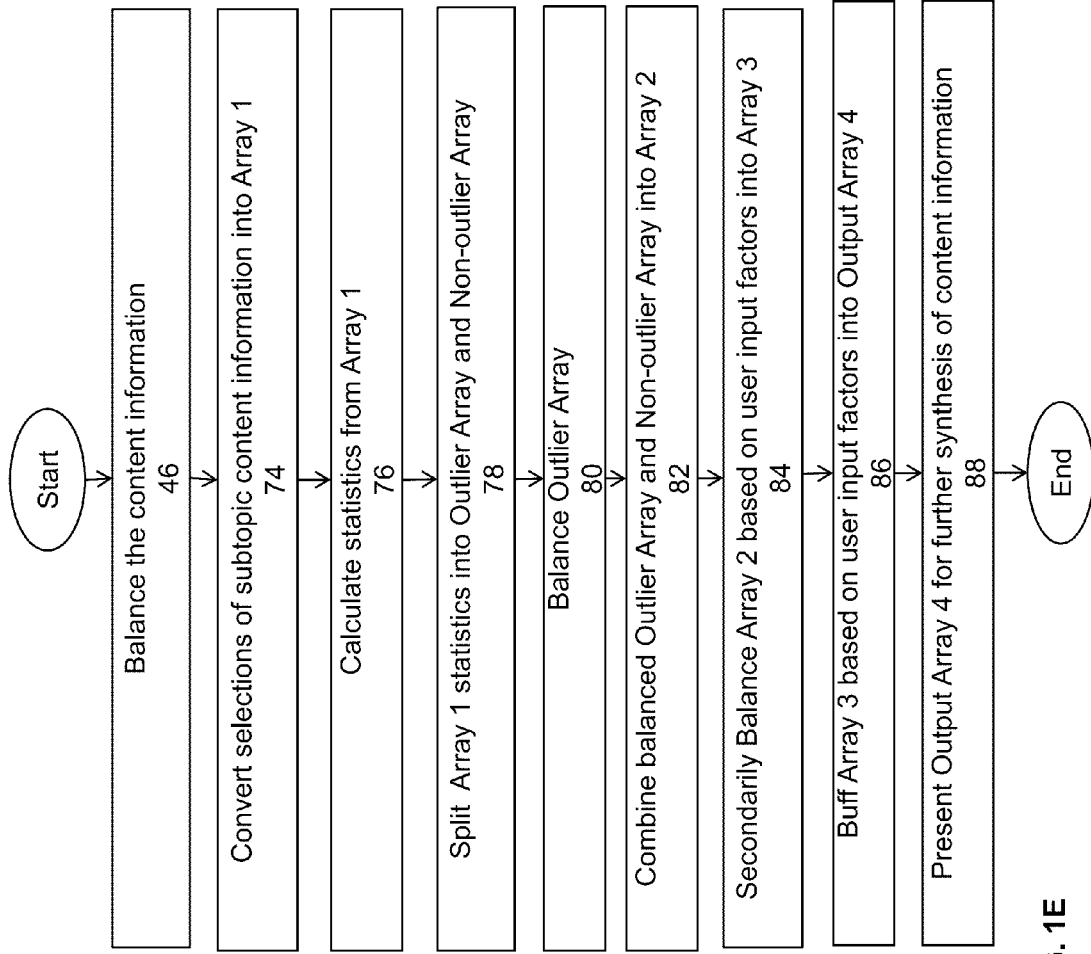 Start
Balance the content information
46
Convert selections of subtopic content information into Array 1
74
Calculate statistics from Array 1
76
Split Array 1 statistics into Outlier Array and Non-outlier Array
78
Balance Outlier Array
80
Combine balanced Outlier Array and Non-outlier Array into Array 2
82
Secondarily Balance Array 2 based on user input factors into Array 3
84
Buff Array 3 based on user input factors into Output Array 4
86
Present Output Array 4 for further synthesis of content information
88
End
1E